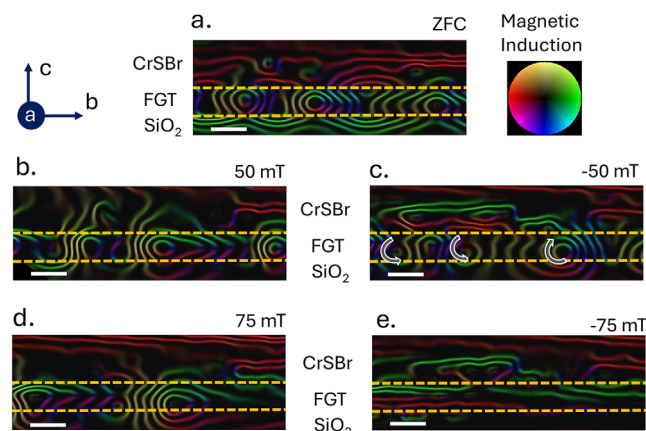 a.
ZFC
Magnetic
Induction
CrSBr
FGT
SiO₂
c
a
b
b.
50 mT
c.
-50 mT
CrSBr
FGT
SiO₂
d.
75 mT
e.
-75 mT
CrSBr
FGT
SiO₂